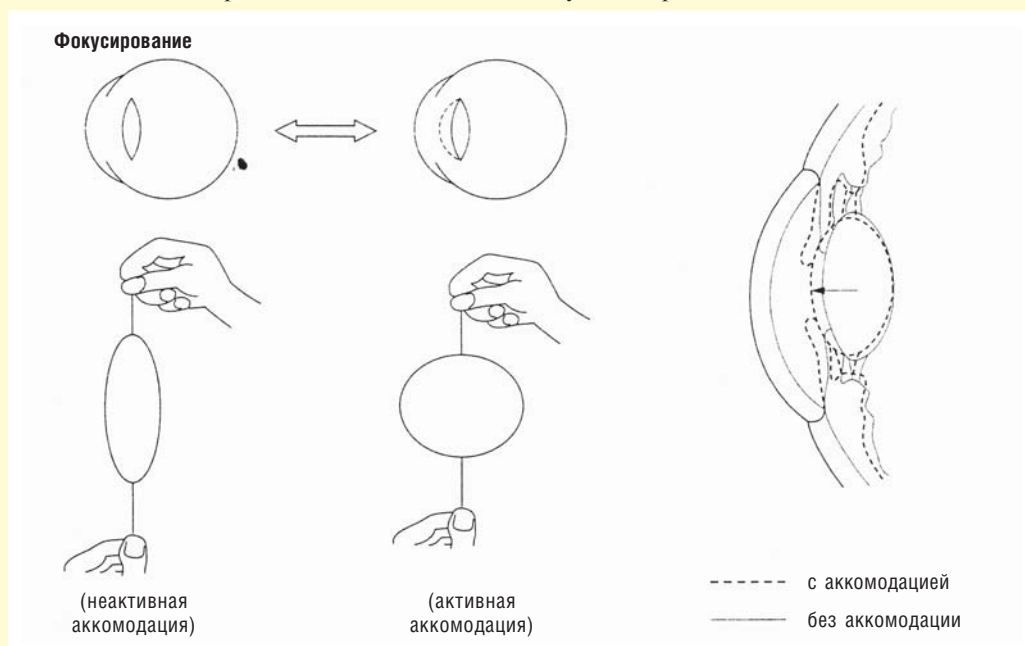 Фокусирование
(неактивная
аккомодация)
(активная
аккомодация)
с аккомодацией
без аккомодации